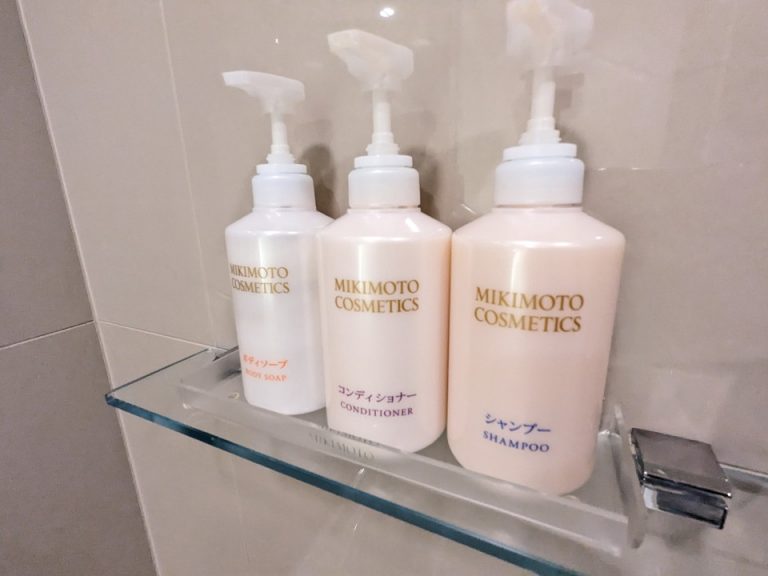 MIKIMOTO
COSMETICS
ボディソープ
BODY SOAP
MIKIMOTO
COSMETICS
コンディショナー
CONDITIONER
MIKIMOTO
COSMETICS
シャンプー
SHAMPOO
MIKIMOTO